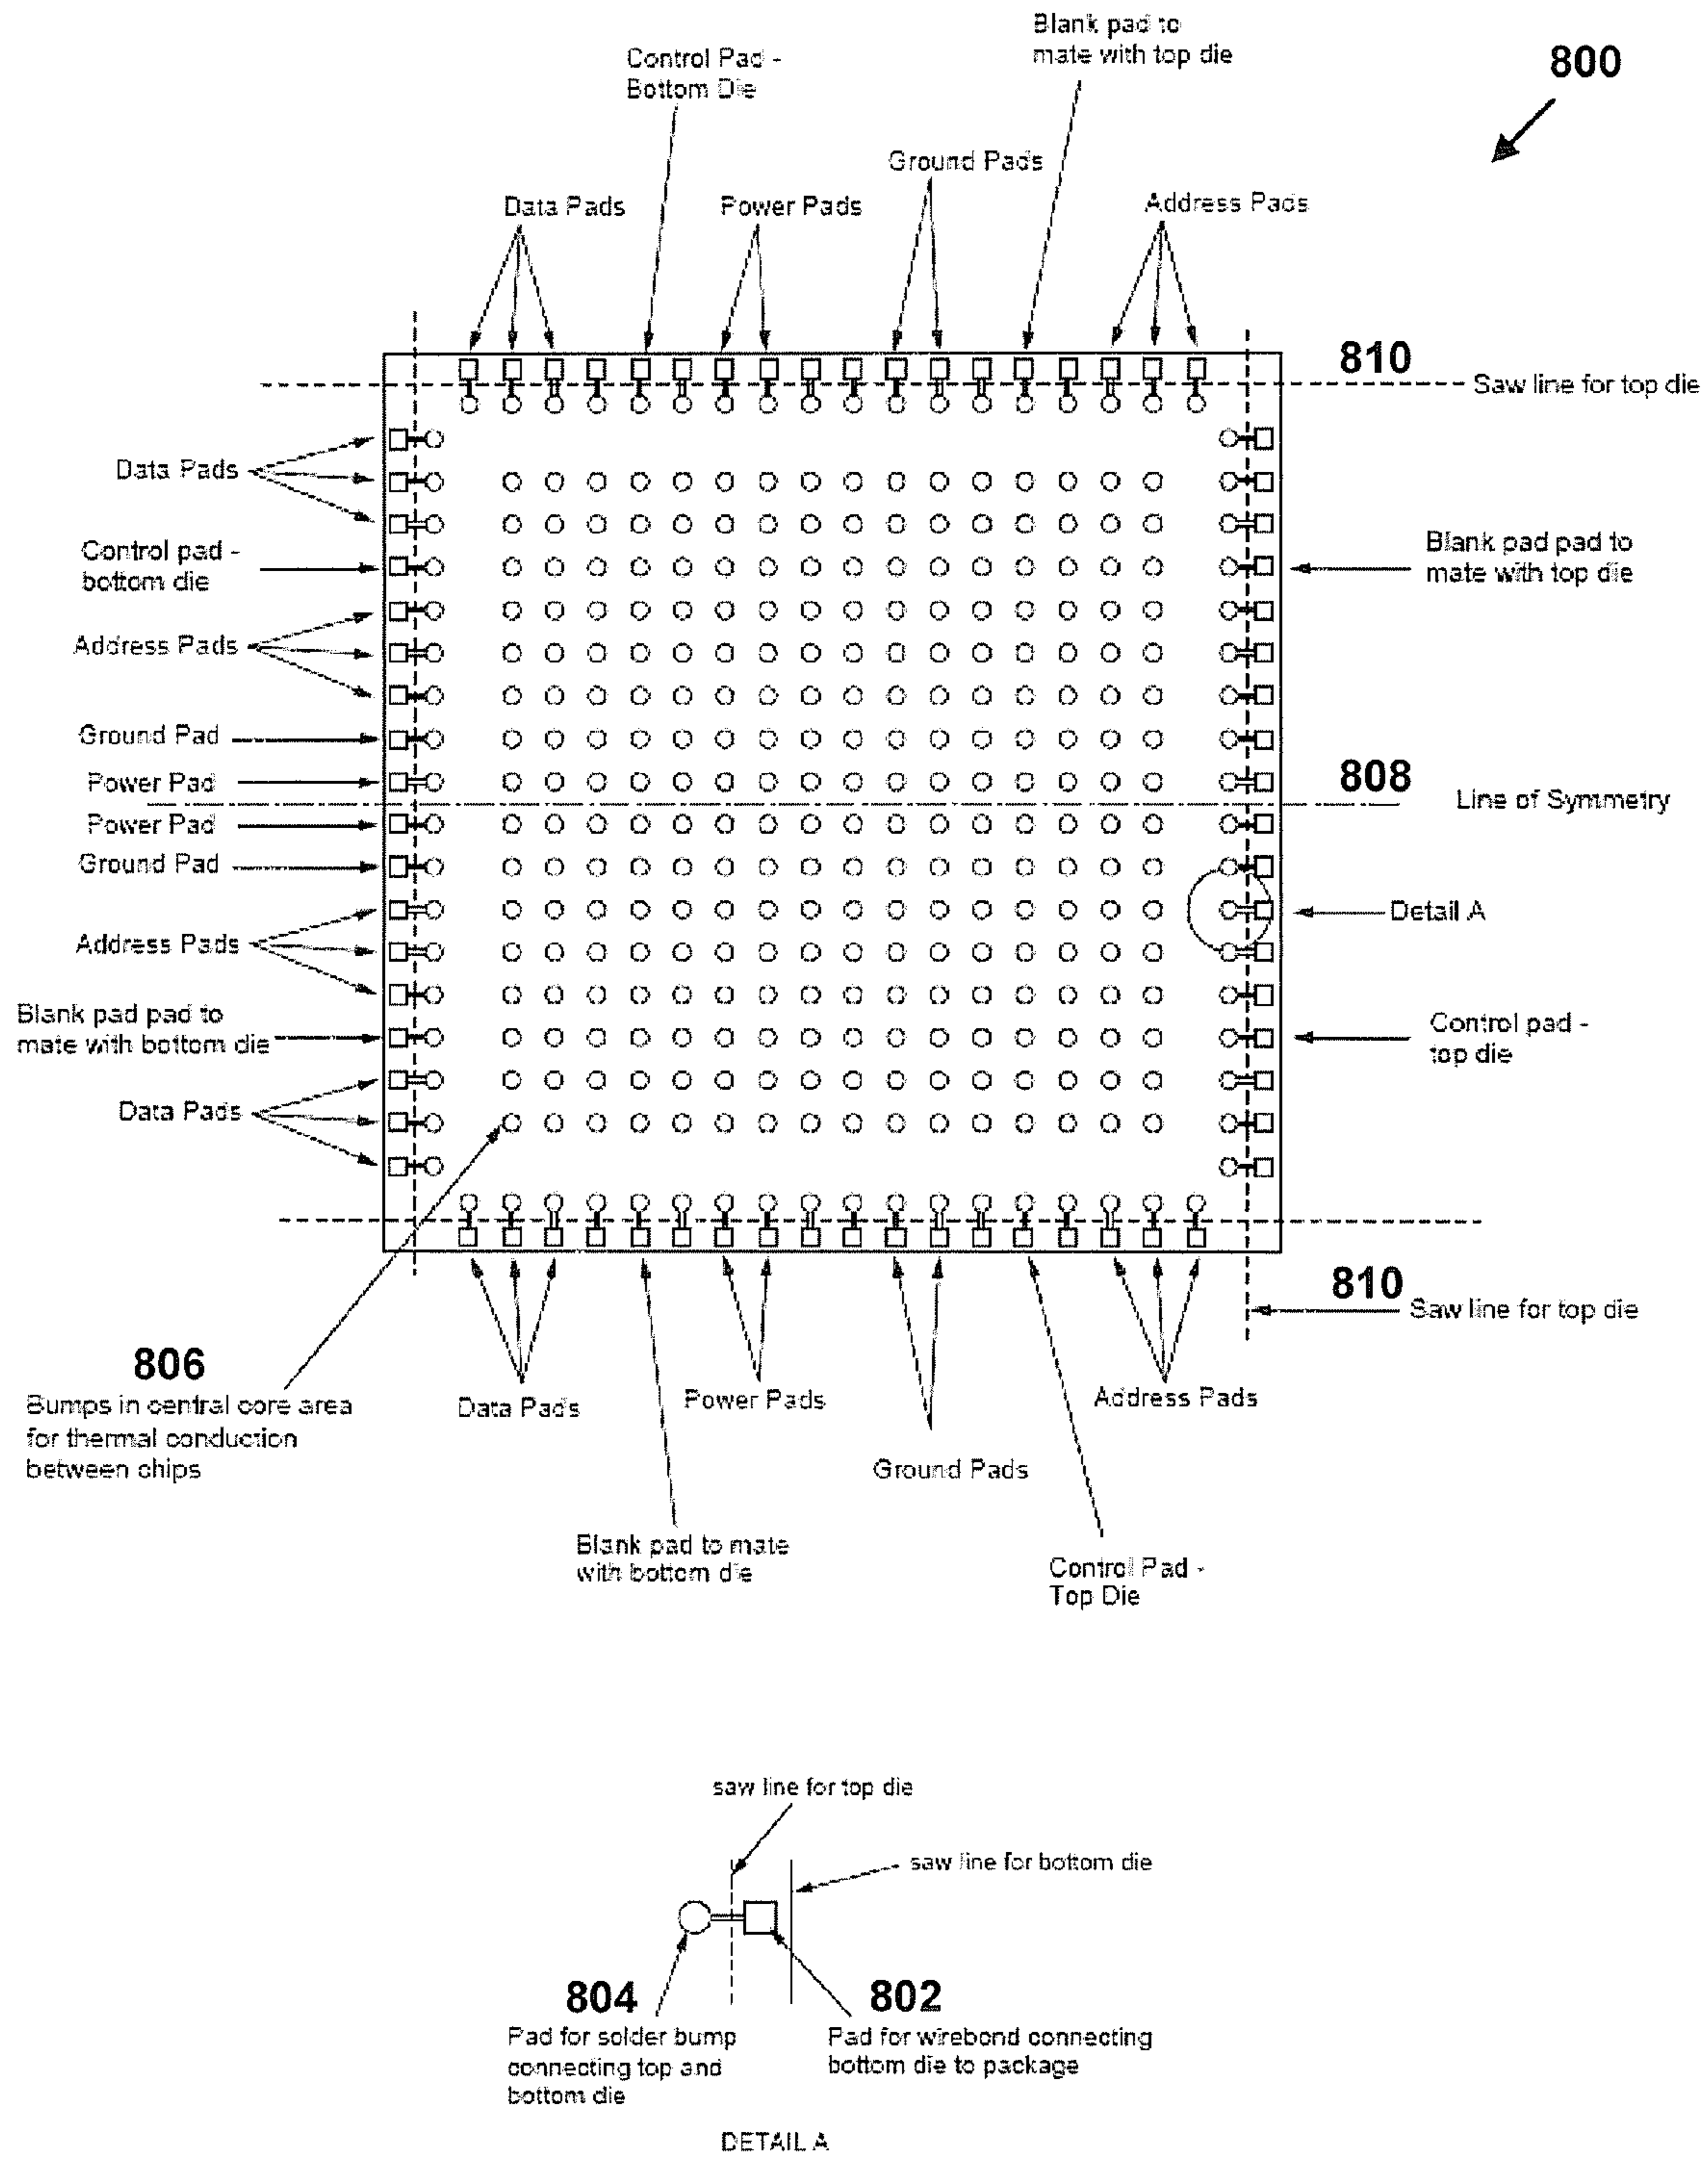 Blank pad to
mate with top die
800
Control Pad -
Bottom Die
Ground Pads
Data Pads
Power Pads
Address Pads
810
Saw line for top die
Data Pads
Control pad -
bottom die
Blank pad pad to
mate with top die
Address Pads
Ground Pad
Power Pad
808
Line of Symmetry
Power Pad
Ground Pad
Detail A
Address Pads
Blank pad pad to
mate with bottom die
Control pad -
top die
Data Pads
810
Saw line for top die
806
Bumps in central core area
for thermal conduction
between chips
Data Pads
Power Pads
Address Pads
Ground Pads
Blank pad to mate
with bottom die
Control Pad -
Top Die
saw line for top die
saw line for bottom die
804
Pad for solder bump
connecting top and
bottom die
802
Pad for wirebond connecting
bottom die to package
DETAIL A